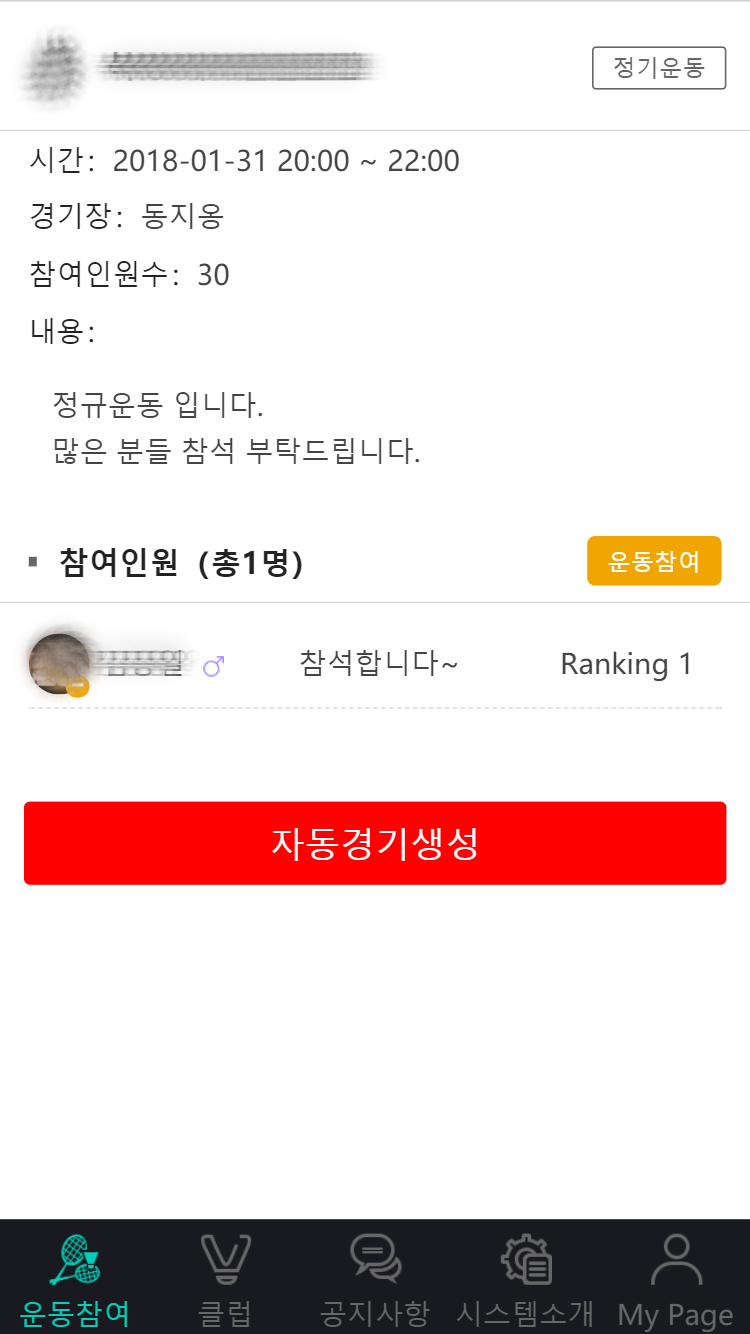 정기운동
시간: 2018-01-31 20:00 ~ 22:00
경기장: 동지옹
참여인원수: 30
내용:
정규운동 입니다.
많은 분들 참석 부탁드립니다.
▪ 참여인원 (총1명)
운동참여
참석합니다~ Ranking 1
자동경기생성
운동참여 클럽 공지사항 시스템소개 My Page